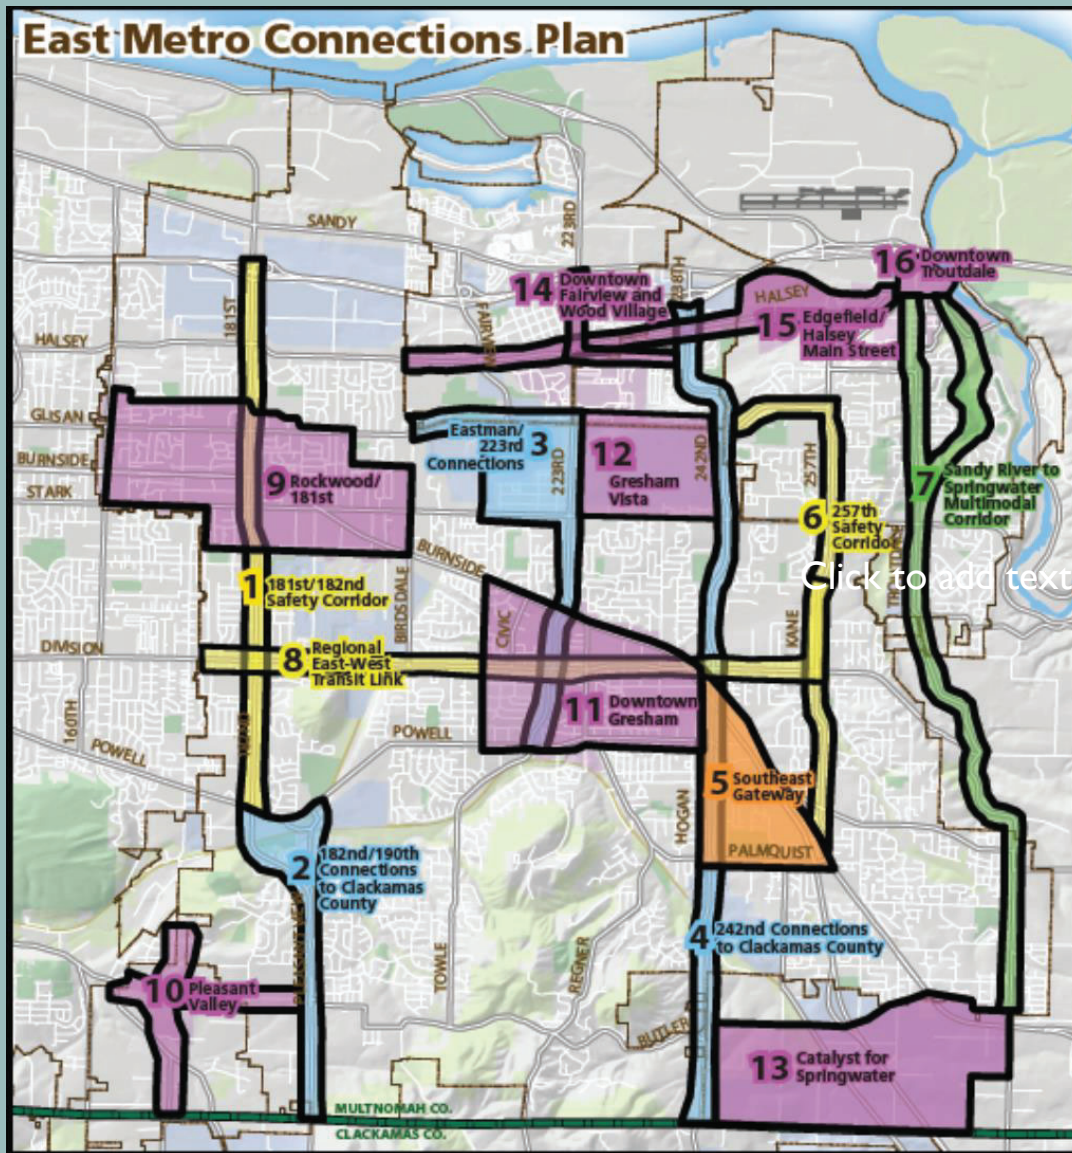 East Metro Connections Plan
SANDY
223RD
181ST
HALSEY
FAIRVIEW
238TH
14 Downtown
Fairview and
Wood Village
HALSEY
15 Edgefield/
Halsey
Main Street
16 Downtown
Troutdale
GLISAN
BURNSIDE
STARK
9 Rockwood/
181st
Eastman/
223rd
Connections
3
223RD
12
Gresham
Vista
242ND
257TH
6 257th
Safety
Corridor
7 Sandy River to
Springwater
Multimodal
Corridor
Click to add text
BURNSIDE
1 181st/182nd
Safety Corridor
BIRDSDALE
CIVIC
KANE
DIVISION
8 Regional
East-West
Transit Link
11 Downtown
Gresham
160TH
POWELL
POWELL
5 Southeast
Gateway
HOGAN
PALMQUIST
2 182nd/190th
Connections
to Clackamas
County
4 242nd Connections
to Clackamas County
TOWLE
REGNER
10 Pleasant
Valley
BUTLER
13 Catalyst for
Springwater
MULTNOMAH CO.
CLACKAMAS CO.